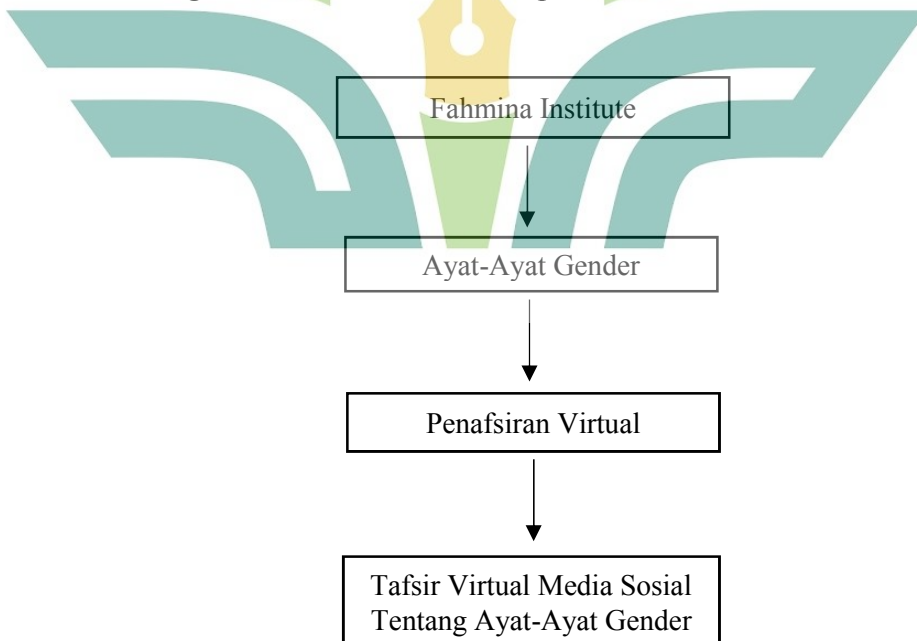 Fahmina Institute
Ayat-Ayat Gender
Penafsiran Virtual
Tafsir Virtual Media Sosial
Tentang Ayat-Ayat Gender